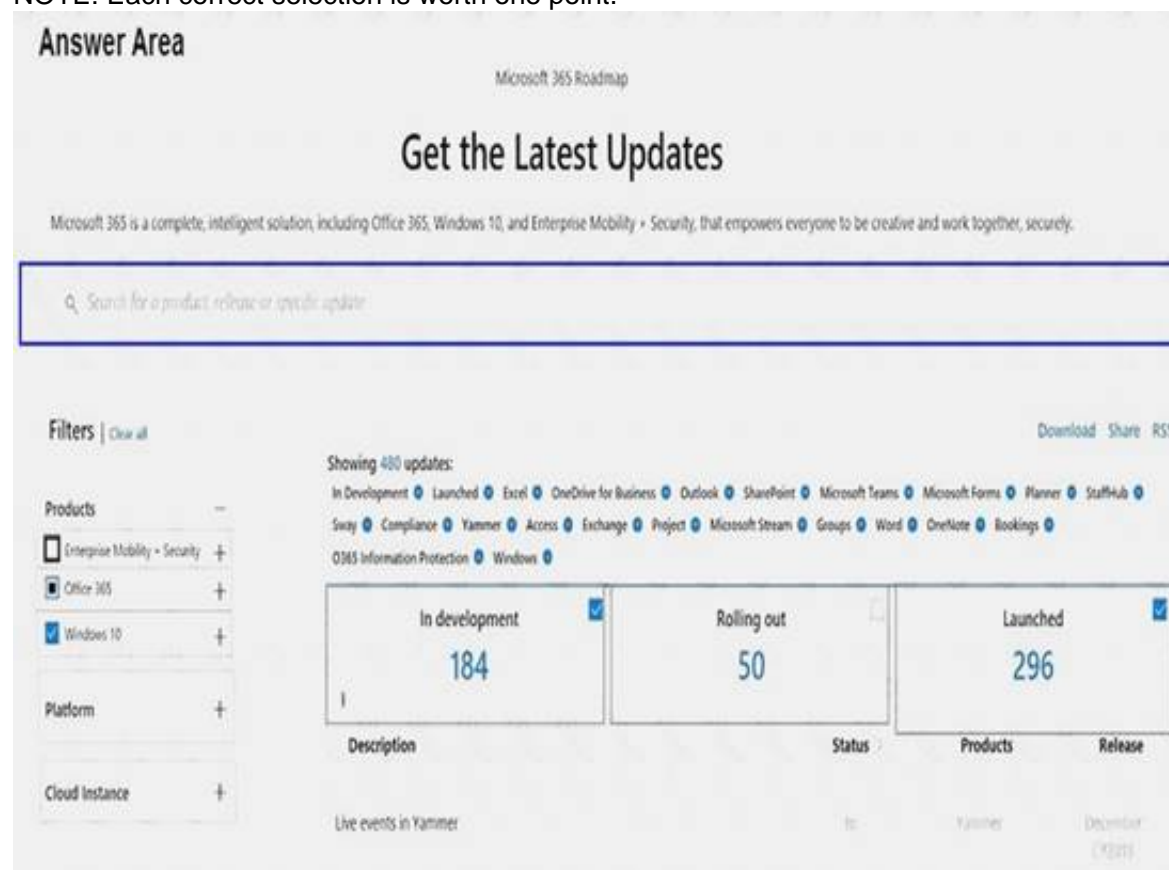 NOTE: Each correct selection is worth one point.
Answer Area
Microsoft 365 Roadmap
Get the Latest Updates
Microsoft 365 is a complete, intelligent solution, including Office 365, Windows 10, and Enterprise Mobility + Security, that empowers everyone to be creative and work together, securely.
Search for a product, release or specific update
Filters | Clear all
Download Share RSS
Showing 480 updates:
In Development Launched Excel OneDrive for Business Outlook SharePoint Microsoft Teams Microsoft Forms Planner StaffHub
Sway Compliance Yammer Access Exchange Project Microsoft Stream Groups Word OneNote Bookings
O365 Information Protection Windows
Products
Enterprise Mobility + Security
Office 365
Windows 10
Platform
Cloud Instance
In development
184
Rolling out
50
Launched
296
Description Status Products Release
Live events in Yammer Yammer December